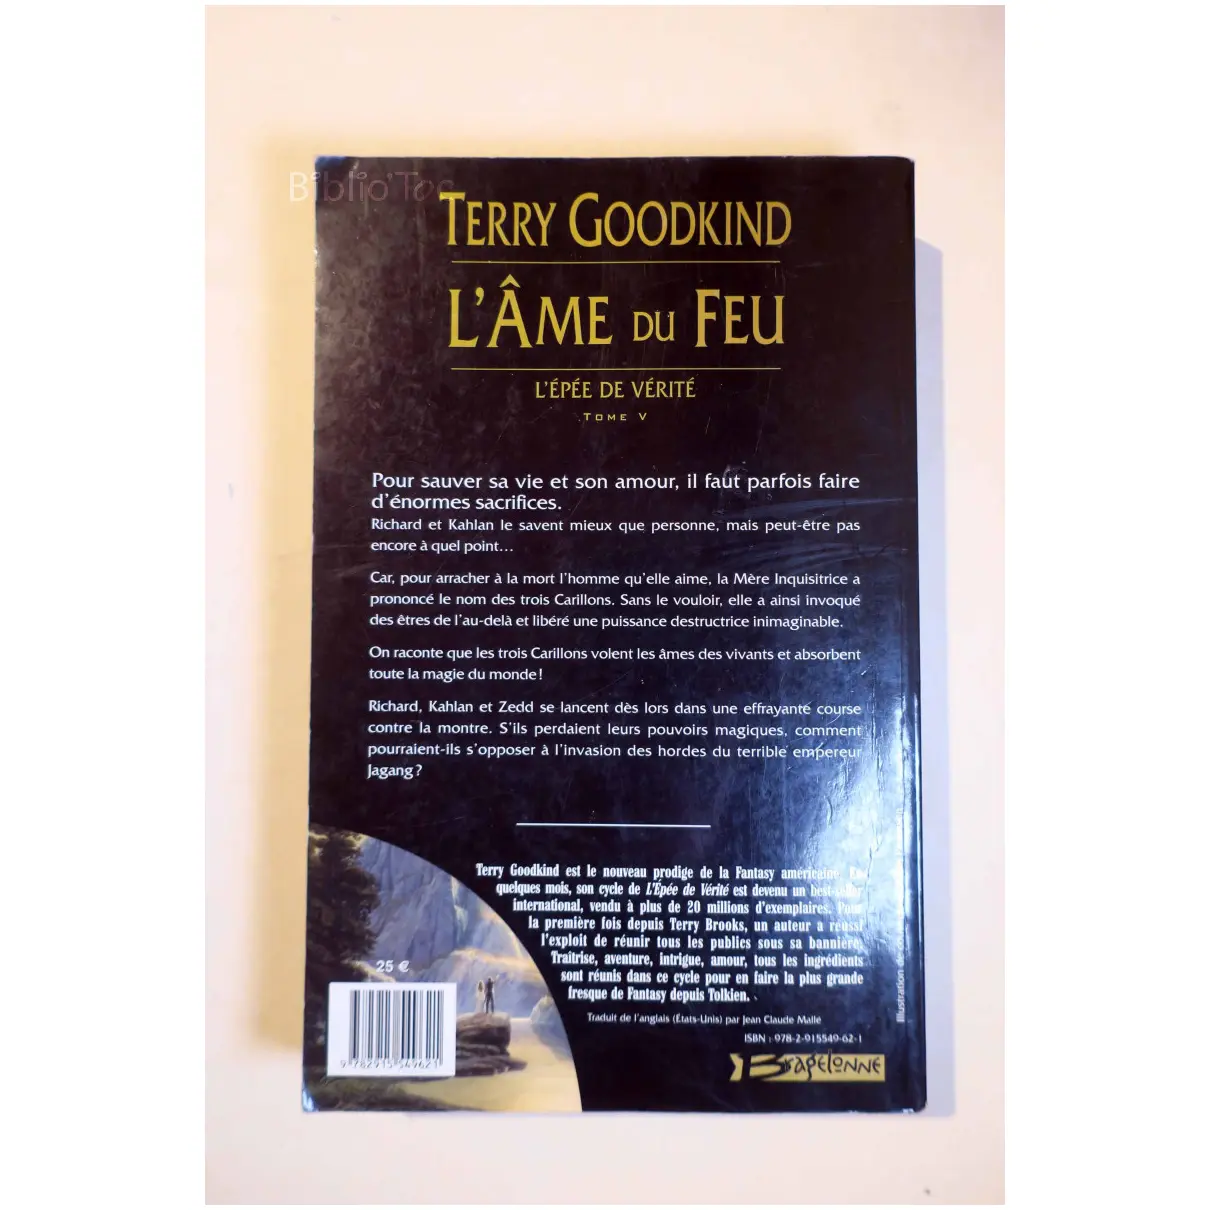 Biblio'Toc
TERRY GOODKIND
L'ÂME DU FEU
L'ÉPÉE DE VÉRITÉ
TOME V
Pour sauver sa vie et son amour, il faut parfois faire
d'énormes sacrifices.
Richard et Kahlan le savent mieux que personne, mais peut-être pas
encore à quel point…
Car, pour arracher à la mort l'homme qu'elle aime, la Mère Inquisitrice a
prononcé le nom des trois Carillons. Sans le vouloir, elle a ainsi invoqué
des êtres de l'au-delà et libéré une puissance destructrice inimaginable.
On raconte que les trois Carillons volent les âmes des vivants et absorbent
toute la magie du monde !
Richard, Kahlan et Zedd se lancent dès lors dans une effrayante course
contre la montre. S'ils perdaient leurs pouvoirs magiques, comment
pourraient-ils s'opposer à l'invasion des hordes du terrible empereur
Jagang ?
Terry Goodkind est le nouveau prodige de la Fantasy américaine. En
quelques mois, son cycle de L'Épée de Vérité est devenu un best-seller
international, vendu à plus de 20 millions d'exemplaires. Pour
la première fois depuis Terry Brooks, un auteur a réussi
l'exploit de réunir tous les publics sous sa bannière.
Traîtrise, aventure, intrigue, amour, tous les ingrédients
sont réunis dans ce cycle pour en faire la plus grande
fresque de Fantasy depuis Tolkien.
Traduit de l'anglais (États-Unis) par Jean Claude Mallé
ISBN : 978-2-915549-62-1
BRAGELONNE
25 €
9 782915 549621
Illustration de